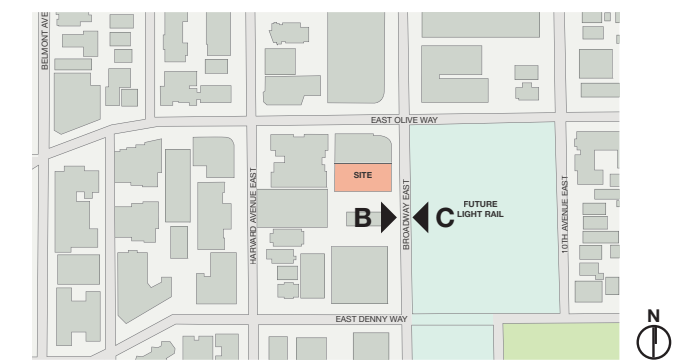 BELMONT AVE
EAST OLIVE WAY
SITE
HARVARD AVENUE EAST
BROADWAY EAST
10TH AVENUE EAST
B
C
FUTURE
LIGHT RAIL
EAST DENNY WAY
N